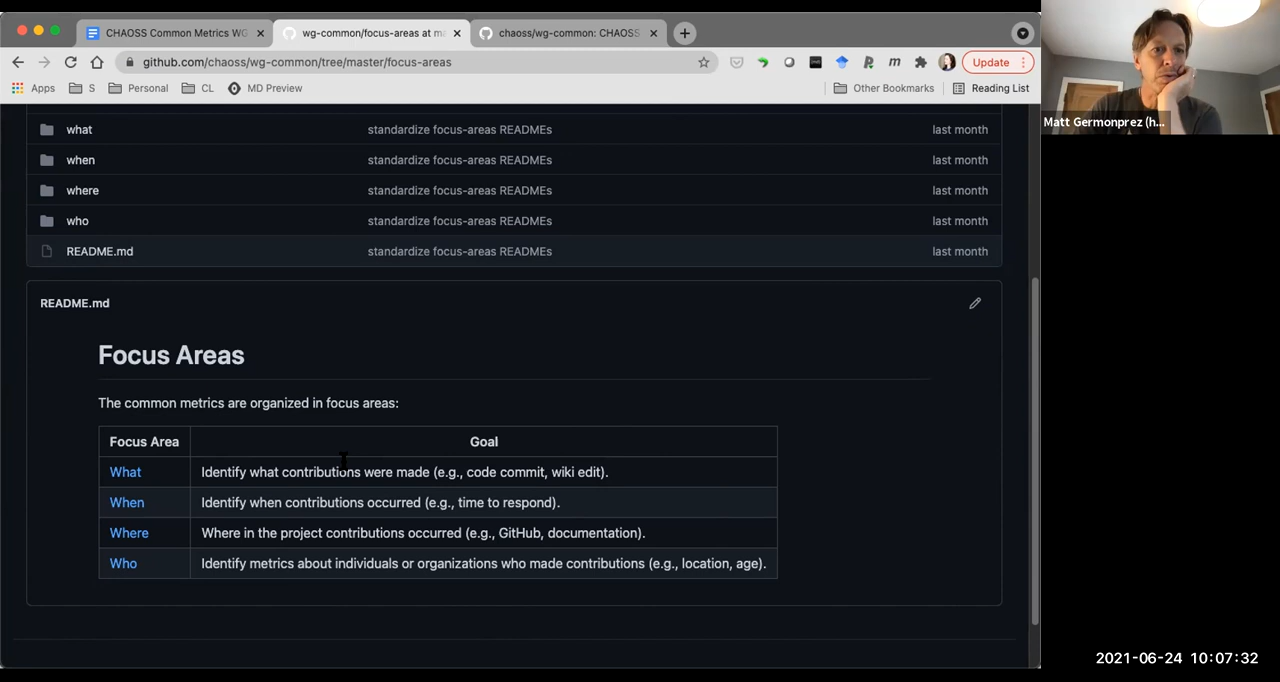 CHAOSS Common Metrics WG
wg-common/focus-areas at ma
chaoss/wg-common: CHAOSS
github.com/chaoss/wg-common/tree/master/focus-areas
Update
Apps
S
Personal
CL
MD Preview
Other Bookmarks
Reading List
Matt Germonprez (h...
what standardize focus-areas READMEs last month
when standardize focus-areas READMEs last month
where standardize focus-areas READMEs last month
who standardize focus-areas READMEs last month
README.md standardize focus-areas READMEs last month
README.md
Focus Areas
The common metrics are organized in focus areas:
Focus Area Goal
What Identify what contributions were made (e.g., code commit, wiki edit).
When Identify when contributions occurred (e.g., time to respond).
Where Where in the project contributions occurred (e.g., GitHub, documentation).
Who Identify metrics about individuals or organizations who made contributions (e.g., location, age).
2021-06-24 10:07:32